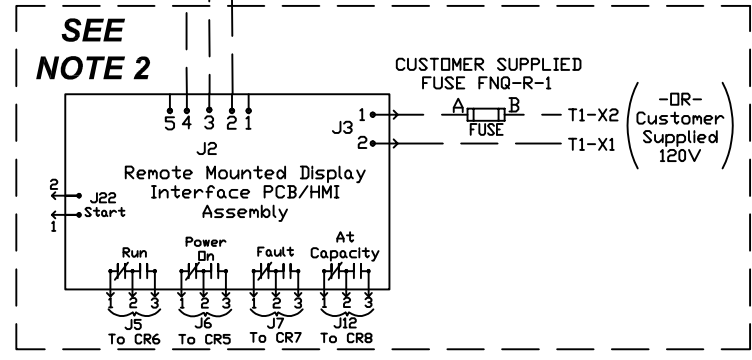 SEE
NOTE 2
CUSTOMER SUPPLIED
FUSE FNQ-R-1
A B
FUSE
T1-X2
T1-X1
-OR-
Customer
Supplied
120V
5 4 3 2 1
J2
J3
1
2
Remote Mounted Display
Interface PCB/HMI
Assembly
2
1
J22
Start
Run
Power
On
Fault
At
Capacity
1 2 3 1 2 3 1 2 3 1 2 3
J5 J6 J7 J12
To CR6 To CR5 To CR7 To CR8